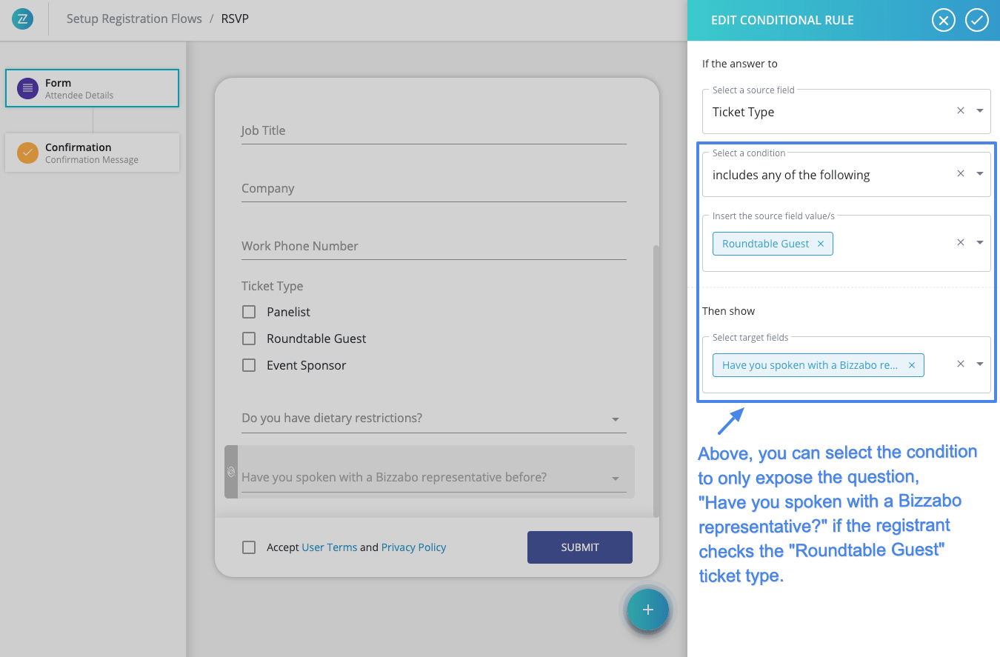 Setup Registration Flows / RSVP
Form
Attendee Details
Confirmation
Confirmation Message
Job Title
Company
Work Phone Number
Ticket Type
Panelist
Roundtable Guest
Event Sponsor
Do you have dietary restrictions?
Have you spoken with a Bizzabo representative before?
Accept User Terms and Privacy Policy
SUBMIT
+
EDIT CONDITIONAL RULE
If the answer to
Select a source field
Ticket Type
Select a condition
includes any of the following
Insert the source field value/s
Roundtable Guest
Then show
Select target fields
Have you spoken with a Bizzabo re...
Above, you can select the condition
to only expose the question,
"Have you spoken with a Bizzabo
representative?" if the registrant
checks the "Roundtable Guest"
ticket type.